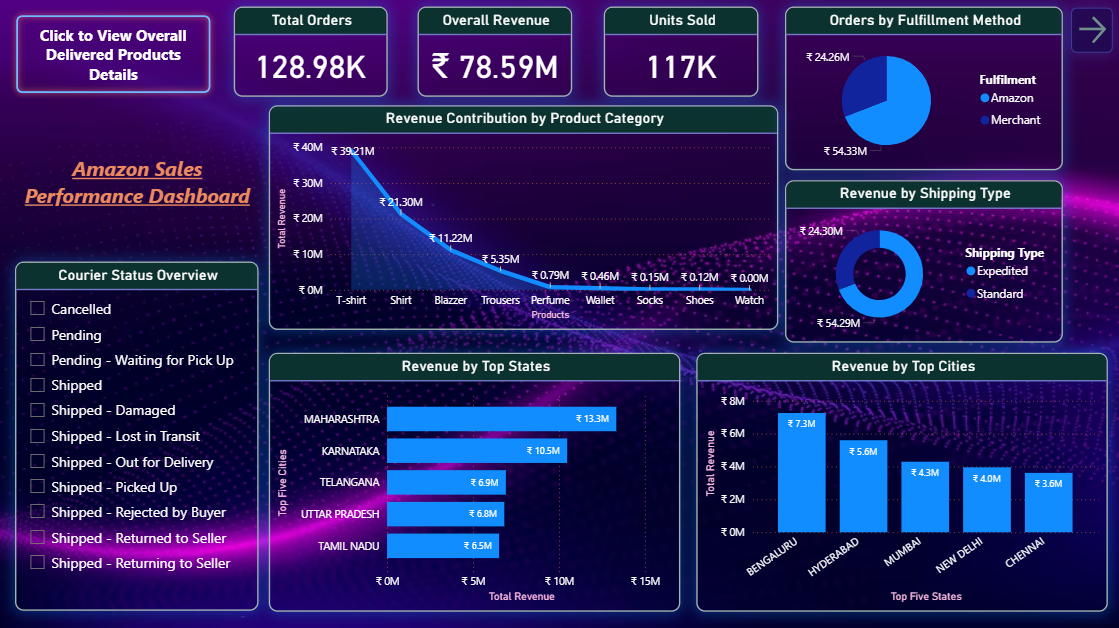 Click to View Overall
Delivered Products
Details
Total Orders
128.98K
Overall Revenue
₹ 78.59M
Units Sold
117K
Orders by Fulfillment Method
₹ 24.26M
₹ 54.33M
Fulfilment
Amazon
Merchant
Amazon Sales
Performance Dashboard
Revenue Contribution by Product Category
Total Revenue
₹ 40M
₹ 30M
₹ 20M
₹ 10M
₹ 0M
₹ 39.21M
₹ 21.30M
₹ 11.22M
₹ 5.35M
₹ 0.79M
₹ 0.46M
₹ 0.15M
₹ 0.12M
₹ 0.00M
T-shirt
Shirt
Blazzer
Trousers
Perfume
Wallet
Socks
Shoes
Watch
Products
Revenue by Shipping Type
₹ 24.30M
₹ 54.29M
Shipping Type
Expedited
Standard
Courier Status Overview
Cancelled
Pending
Pending - Waiting for Pick Up
Shipped
Shipped - Damaged
Shipped - Lost in Transit
Shipped - Out for Delivery
Shipped - Picked Up
Shipped - Rejected by Buyer
Shipped - Returned to Seller
Shipped - Returning to Seller
Revenue by Top States
Top Five Cities
MAHARASHTRA
₹ 13.3M
KARNATAKA
₹ 10.5M
TELANGANA
₹ 6.9M
UTTAR PRADESH
₹ 6.8M
TAMIL NADU
₹ 6.5M
₹ 0M
₹ 5M
₹ 10M
₹ 15M
Total Revenue
Revenue by Top Cities
Total Revenue
₹ 8M
₹ 6M
₹ 4M
₹ 2M
₹ 0M
₹ 7.3M
₹ 5.6M
₹ 4.3M
₹ 4.0M
₹ 3.6M
BENGALURU
HYDERABAD
MUMBAI
NEW DELHI
CHENNAI
Top Five States